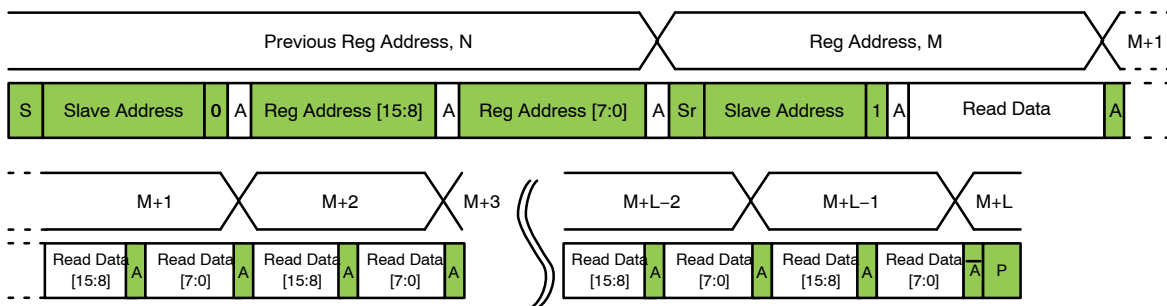 Previous Reg Address, N Reg Address, M M+1
S Slave Address 0 A Reg Address [15:8] A Reg Address [7:0] A Sr Slave Address 1 A Read Data A
M+1 M+2 M+3 M+L−2 M+L−1 M+L
Read Data A Read Data A Read Data A Read Data A Read Data A Read Data A Read Data A Read Data A P
[15:8] [7:0] [15:8] [7:0] [15:8] [7:0] [15:8] [7:0]